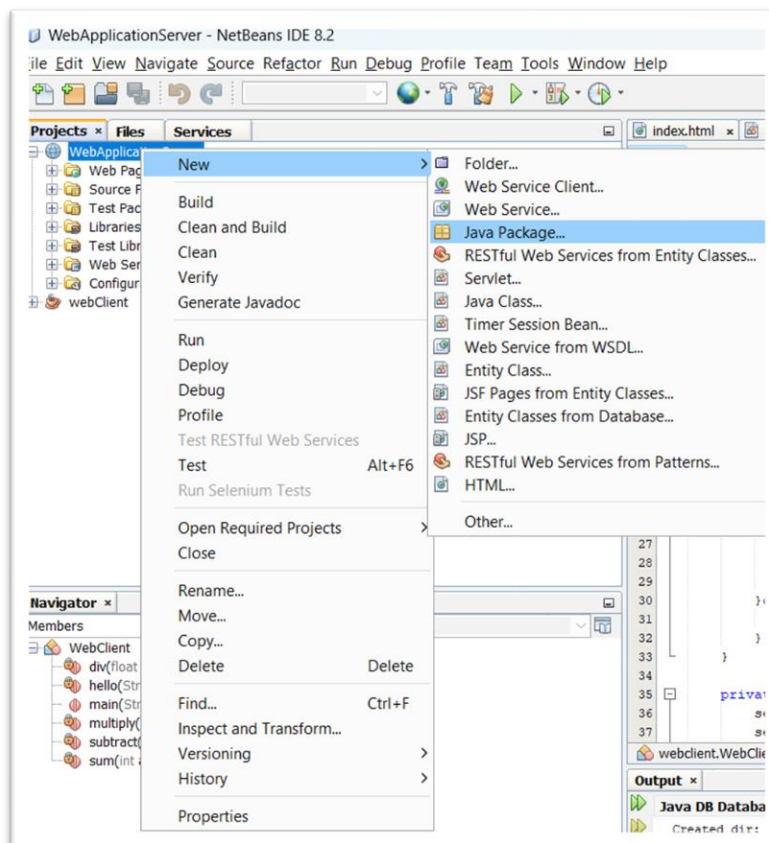 WebApplicationServer - NetBeans IDE 8.2
ile Edit View Navigate Source Refactor Run Debug Profile Team Tools Window Help
Projects × Files Services
index.html ×
WebApplicati
Web Pag
Source F
Test Pac
Libraries
Test Libr
Web Ser
Configur
webClient
New
Build
Clean and Build
Clean
Verify
Generate Javadoc
Run
Deploy
Debug
Profile
Test RESTful Web Services
Test Alt+F6
Run Selenium Tests
Open Required Projects
Close
Rename...
Move...
Copy...
Delete Delete
Find... Ctrl+F
Inspect and Transform...
Versioning
History
Properties
Folder...
Web Service Client...
Web Service...
Java Package...
RESTful Web Services from Entity Classes...
Servlet...
Java Class...
Timer Session Bean...
Web Service from WSDL...
Entity Class...
JSF Pages from Entity Classes...
Entity Classes from Database...
JSP...
RESTful Web Services from Patterns...
HTML...
Other...
27
28
29
30 }
31
32 }
33 }
34
35 privat
36 s
37 s
webclient.WebClie
Navigator ×
Members
WebClient
div(float
hello(Str
main(Str
multiply(
subtract(
sum(int a
Output ×
Java DB Databa
Created dir: